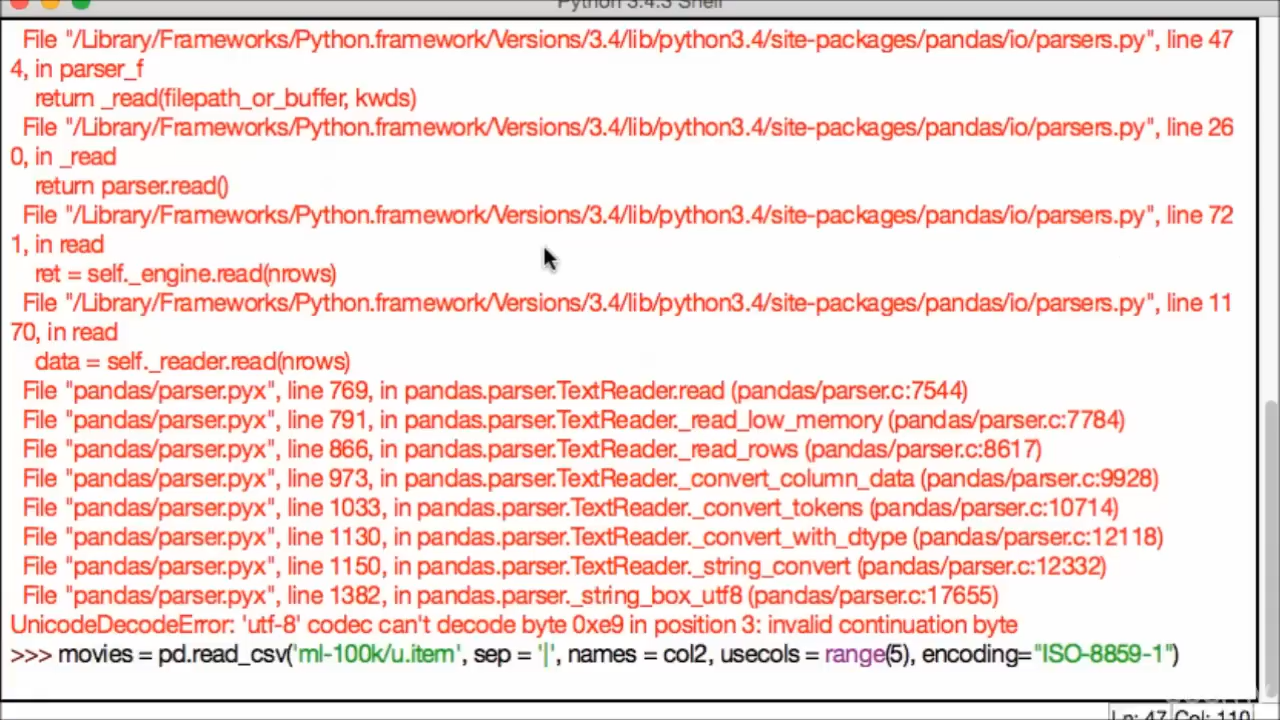 Python 3.4.3 Shell
File "/Library/Frameworks/Python.framework/Versions/3.4/lib/python3.4/site-packages/pandas/io/parsers.py", line 47
4, in parser_f
return _read(filepath_or_buffer, kwds)
File "/Library/Frameworks/Python.framework/Versions/3.4/lib/python3.4/site-packages/pandas/io/parsers.py", line 26
0, in _read
return parser.read()
File "/Library/Frameworks/Python.framework/Versions/3.4/lib/python3.4/site-packages/pandas/io/parsers.py", line 72
1, in read
ret = self._engine.read(nrows)
File "/Library/Frameworks/Python.framework/Versions/3.4/lib/python3.4/site-packages/pandas/io/parsers.py", line 11
70, in read
data = self._reader.read(nrows)
File "pandas/parser.pyx", line 769, in pandas.parser.TextReader.read (pandas/parser.c:7544)
File "pandas/parser.pyx", line 791, in pandas.parser.TextReader._read_low_memory (pandas/parser.c:7784)
File "pandas/parser.pyx", line 866, in pandas.parser.TextReader._read_rows (pandas/parser.c:8617)
File "pandas/parser.pyx", line 973, in pandas.parser.TextReader._convert_column_data (pandas/parser.c:9928)
File "pandas/parser.pyx", line 1033, in pandas.parser.TextReader._convert_tokens (pandas/parser.c:10714)
File "pandas/parser.pyx", line 1130, in pandas.parser.TextReader._convert_with_dtype (pandas/parser.c:12118)
File "pandas/parser.pyx", line 1150, in pandas.parser.TextReader._string_convert (pandas/parser.c:12332)
File "pandas/parser.pyx", line 1382, in pandas.parser._string_box_utf8 (pandas/parser.c:17655)
UnicodeDecodeError: 'utf-8' codec can't decode byte 0xe9 in position 3: invalid continuation byte
>>> movies = pd.read_csv('ml-100k/u.item', sep = '|', names = col2, usecols = range(5), encoding="ISO-8859-1")
Ln: 47 Col: 110